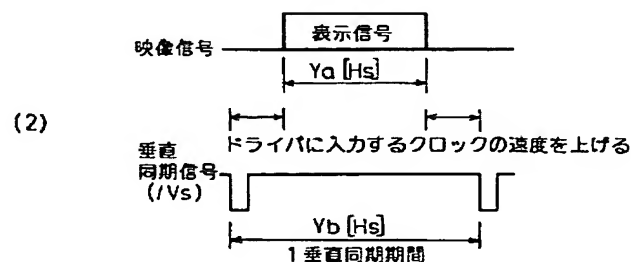 表示信号
映像信号
Ya [Hs]
(2)
ドライバに入力するクロックの速度を上げる
垂直
同期信号
(/Vs)
Yb [Hs]
1垂直同期期間